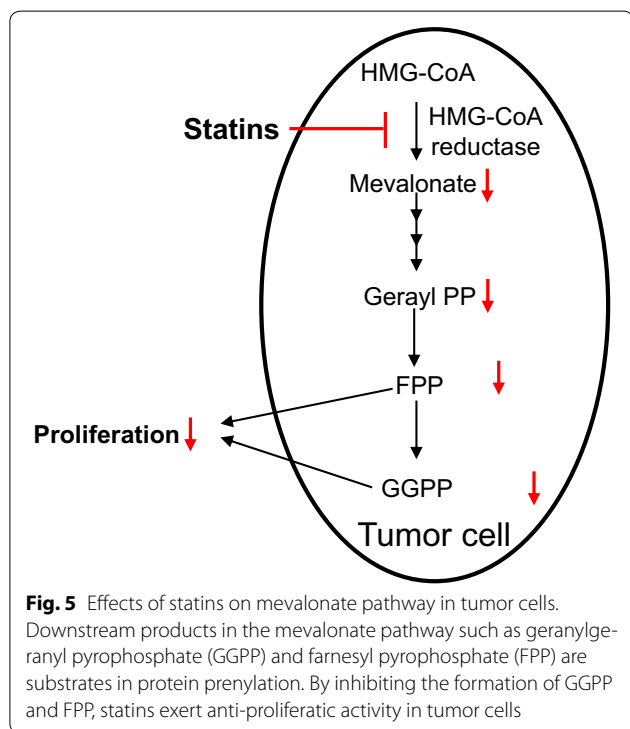 HMG-CoA
Statins
HMG-CoA
reductase
Mevalonate
Gerayl PP
FPP
Proliferation
GGPP
Tumor cell
Fig. 5 Effects of statins on mevalonate pathway in tumor cells.
Downstream products in the mevalonate pathway such as geranylge-
ranyl pyrophosphate (GGPP) and farnesyl pyrophosphate (FPP) are
substrates in protein prenylation. By inhibiting the formation of GGPP
and FPP, statins exert anti-proliferatic activity in tumor cells